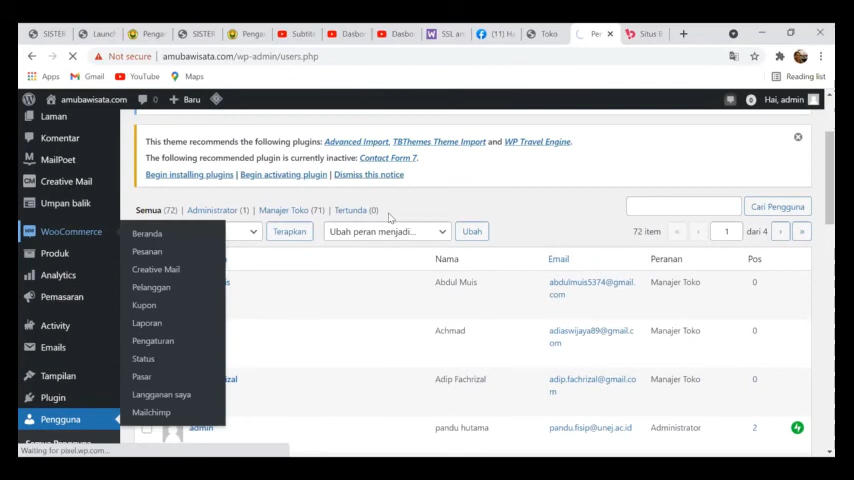 SISTER
Launch
Pengan
SISTER
Pengan
Subtitl
Dasbo
Dasbo
SSL an
(11) Ha
Toko
Per
Situs B
Not secure
amubawisata.com/wp-admin/users.php
Apps
Gmail
YouTube
Maps
Reading list
amubawisata.com
Baru
0
Hai, admin
Laman
Komentar
MailPoet
Creative Mail
Umpan balik
WooCommerce
Produk
Analytics
Pemasaran
Activity
Emails
Tampilan
Plugin
Pengguna
Beranda
Pesanan
Creative Mail
Pelanggan
Kupon
Laporan
Pengaturan
Status
Pasar
Langganan saya
Mailchimp
This theme recommends the following plugins: Advanced Import, TBThemes Theme Import and WP Travel Engine.
The following recommended plugin is currently inactive: Contact Form 7.
Begin installing plugins | Begin activating plugin | Dismiss this notice
Semua (72) | Administrator (1) | Manajer Toko (71) | Tertunda (0)
Cari Pengguna
Terapkan
Ubah peran menjadi...
Ubah
72 item
«
‹
1
dari 4
›
»
Nama
Email
Peranan
Pos
is
Abdul Muis
abdulmuis5374@gmail.
com
Manajer Toko
0
Achmad
adiaswijaya89@gmail.c
om
Manajer Toko
0
izal
Adip Fachrizal
adip.fachrizal@gmail.co
m
Manajer Toko
0
admin
pandu hutama
pandu.fisip@unej.ac.id
Administrator
2
Waiting for pixel.wp.com...